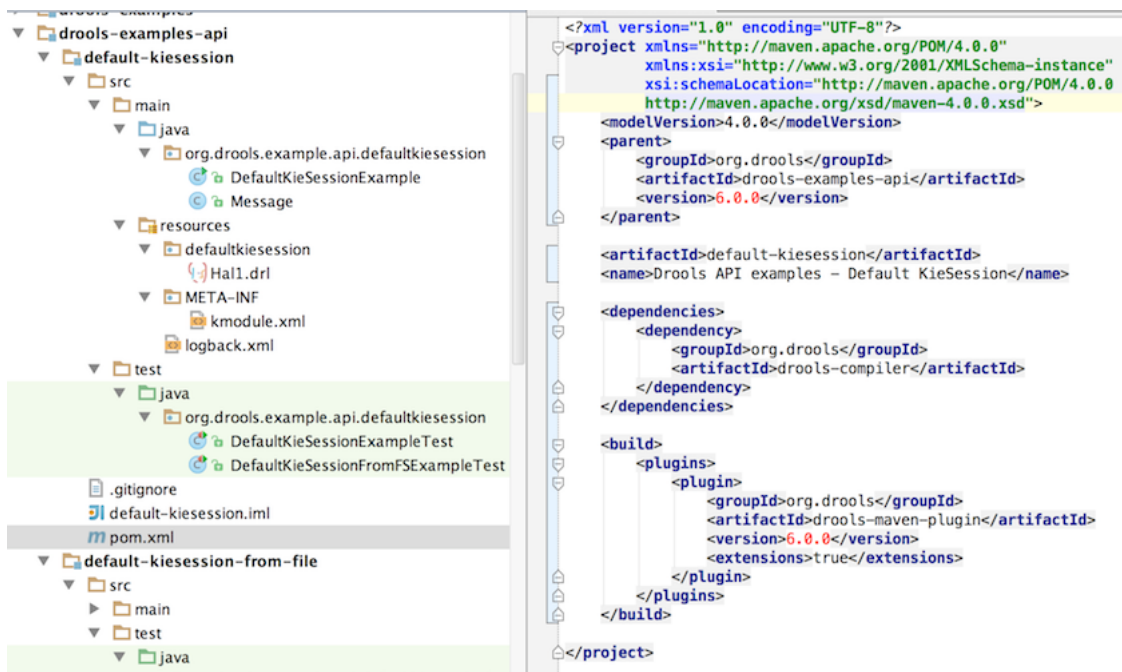 drools-examples
drools-examples-api
default-kiesession
src
main
java
org.drools.example.api.defaultkiesession
DefaultKieSessionExample
Message
resources
defaultkiesession
Hal1.drl
META-INF
kmodule.xml
logback.xml
test
java
org.drools.example.api.defaultkiesession
DefaultKieSessionExampleTest
DefaultKieSessionFromFSExampleTest
.gitignore
default-kiesession.iml
pom.xml
default-kiesession-from-file
src
main
test
java
<?xml version="1.0" encoding="UTF-8"?>
<project xmlns="http://maven.apache.org/POM/4.0.0"
xmlns:xsi="http://www.w3.org/2001/XMLSchema-instance"
xsi:schemaLocation="http://maven.apache.org/POM/4.0.0
http://maven.apache.org/xsd/maven-4.0.0.xsd">
<modelVersion>4.0.0</modelVersion>
<parent>
<groupId>org.drools</groupId>
<artifactId>drools-examples-api</artifactId>
<version>6.0.0</version>
</parent>
<artifactId>default-kiesession</artifactId>
<name>Drools API examples - Default KieSession</name>
<dependencies>
<dependency>
<groupId>org.drools</groupId>
<artifactId>drools-compiler</artifactId>
</dependency>
</dependencies>
<build>
<plugins>
<plugin>
<groupId>org.drools</groupId>
<artifactId>drools-maven-plugin</artifactId>
<version>6.0.0</version>
<extensions>true</extensions>
</plugin>
</plugins>
</build>
</project>